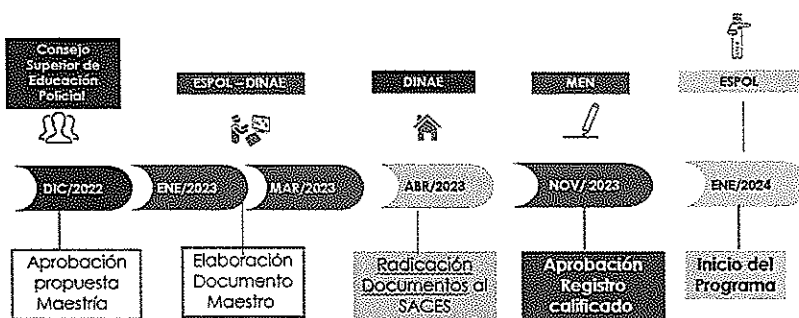 Consejo
Superior de
Educación
Policial
ESPOL - DINAE
DINAE
MEN
ESPOL
DIC/2022
ENE/2023
MAR/2023
ABR/2023
NOV/ 2023
ENE/2024
Aprobación
propuesta
Maestría
Elaboración
Documento
Maestro
Radicación
Documentos al
SACES
Aprobación
Registro
calificado
Inicio del
Programa